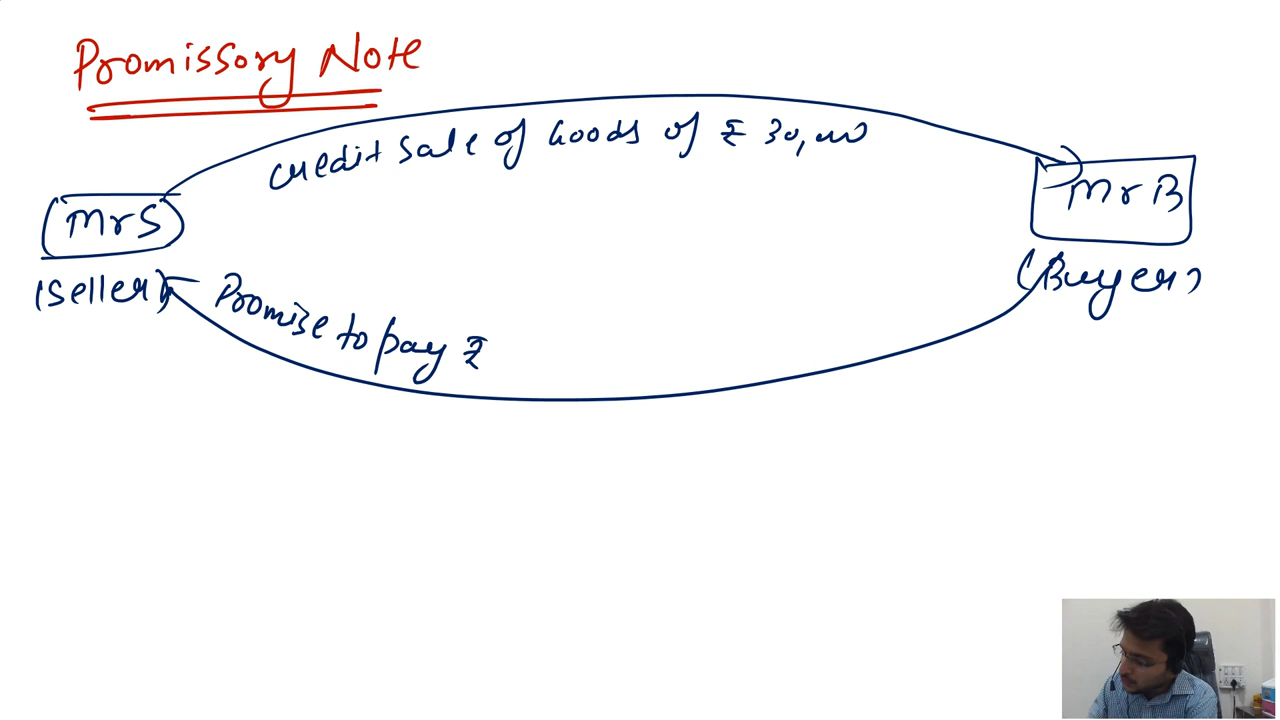 Promissory Note
credit sale of Goods of ₹ 30,000
Mr S
Mr B
(Seller)
(Buyer)
Promise to pay ₹